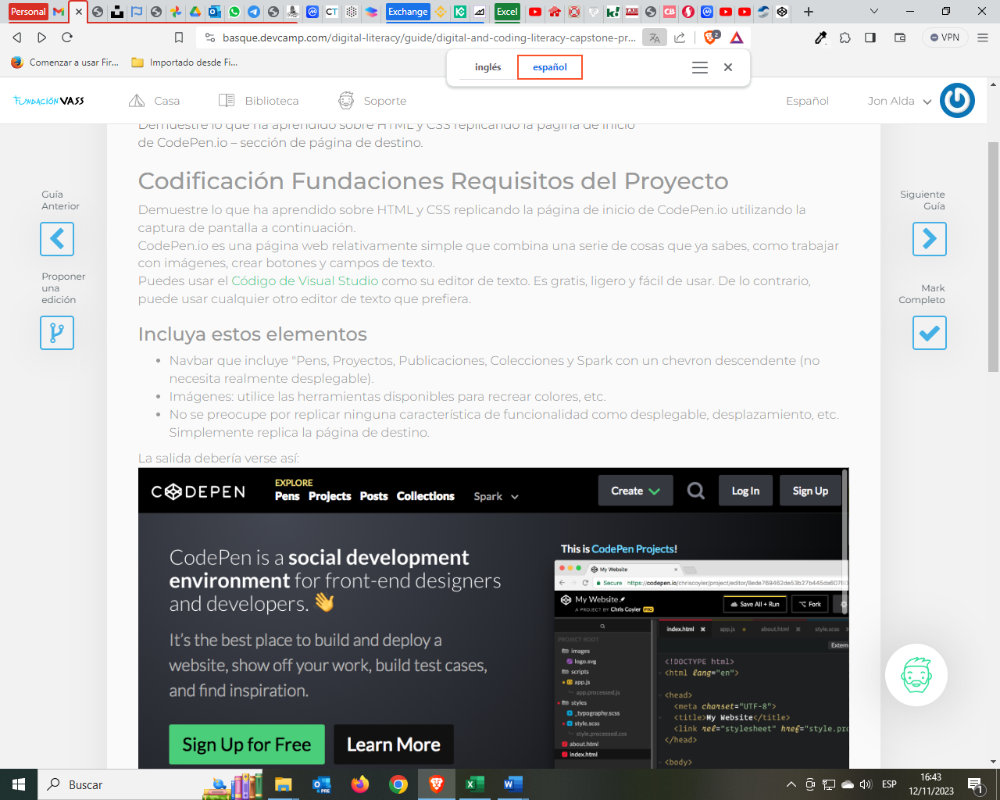 Personal
CT
Exchange
Excel
LAB
CB
basque.devcamp.com/digital-literacy/guide/digital-and-coding-literacy-capstone-pr...
2
VPN
Comenzar a usar Fir...
Importado desde Fi...
inglés
español
Fundación VASS
Casa
Biblioteca
Soporte
Español
Jon Alda
Demuestre lo que ha aprendido sobre HTML y CSS replicando la página de inicio
de CodePen.io – sección de página de destino.
Codificación Fundaciones Requisitos del Proyecto
Demuestre lo que ha aprendido sobre HTML y CSS replicando la página de inicio de CodePen.io utilizando la
captura de pantalla a continuación.
CodePen.io es una página web relativamente simple que combina una serie de cosas que ya sabes, como trabajar
con imágenes, crear botones y campos de texto.
Puedes usar el Código de Visual Studio como su editor de texto. Es gratis, ligero y fácil de usar. De lo contrario,
puede usar cualquier otro editor de texto que prefiera.
Incluya estos elementos
Navbar que incluye "Pens, Proyectos, Publicaciones, Colecciones y Spark con un chevron descendente (no
necesita realmente desplegable).
Imágenes: utilice las herramientas disponibles para recrear colores, etc.
No se preocupe por replicar ninguna característica de funcionalidad como desplegable, desplazamiento, etc.
Simplemente replica la página de destino.
La salida debería verse así:
Guía
Anterior
Proponer
una
edición
Siguiente
Guía
Mark
Completo
CODEPEN
EXPLORE
Pens Projects Posts Collections
Spark
Create
Log In
Sign Up
CodePen is a social development
environment for front-end designers
and developers.
It's the best place to build and deploy a
website, show off your work, build test cases,
and find inspiration.
Sign Up for Free
Learn More
This is CodePen Projects!
My Website
Secure https://codepen.io/chriscoyier/project/editor/8ede769462de53b27b445da60780
My Website
A PROJECT BY Chris Coyier PRO
Save All + Run
Fork
PROJECT ROOT
images
logo.svg
scripts
app.js
app.processed.js
styles
_typography.scss
style.scss
style.processed.css
about.html
index.html
index.html
app.js
about.html
style.scss
Extern
<!DOCTYPE html>
<html lang="en">
<head>
<meta charset="UTF-8">
<title>My Website</title>
<link rel="stylesheet" href="style.pro
</head>
<body>
Buscar
PRE
ESP
16:43
12/11/2023
1